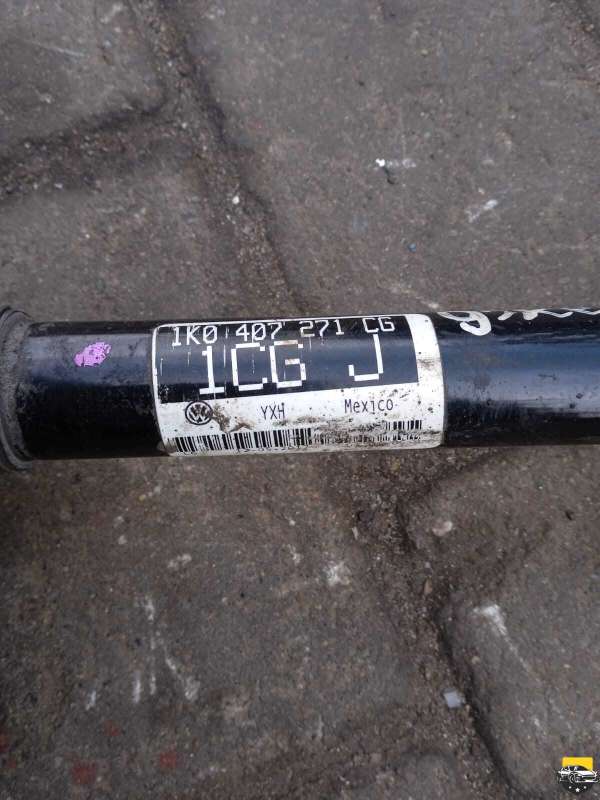 1K0 407 271 CG
1CG J
YXH Mexico